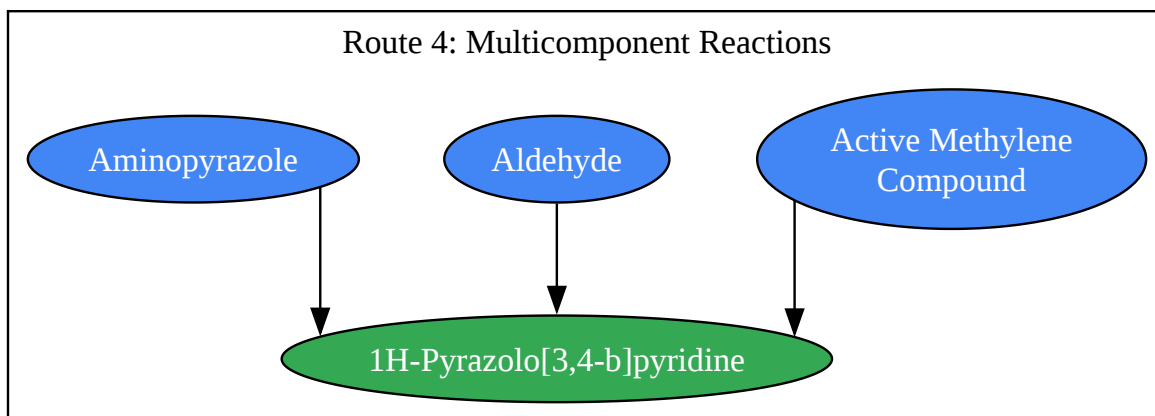 Route 4: Multicomponent Reactions
Aminopyrazole
Aldehyde
Active Methylene
Compound
1H-Pyrazolo[3,4-b]pyridine